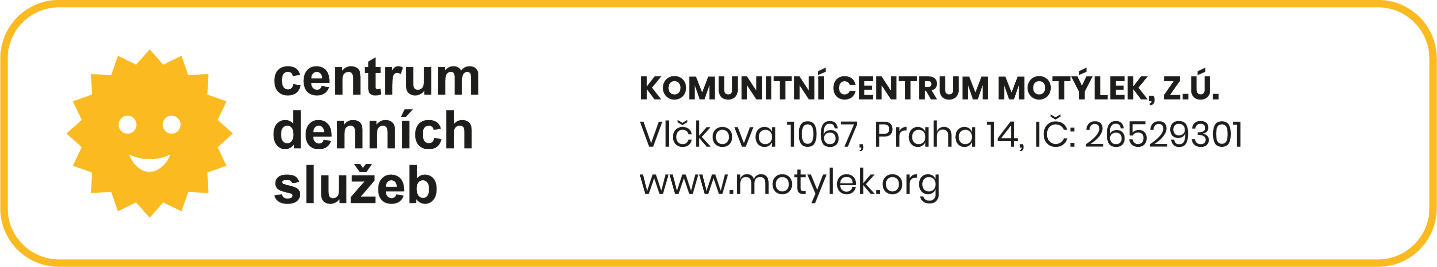 centrum
denních
služeb
KOMUNITNÍ CENTRUM MOTÝLEK, Z.Ú.
Vlčkova 1067, Praha 14, IČ: 26529301
www.motylek.org